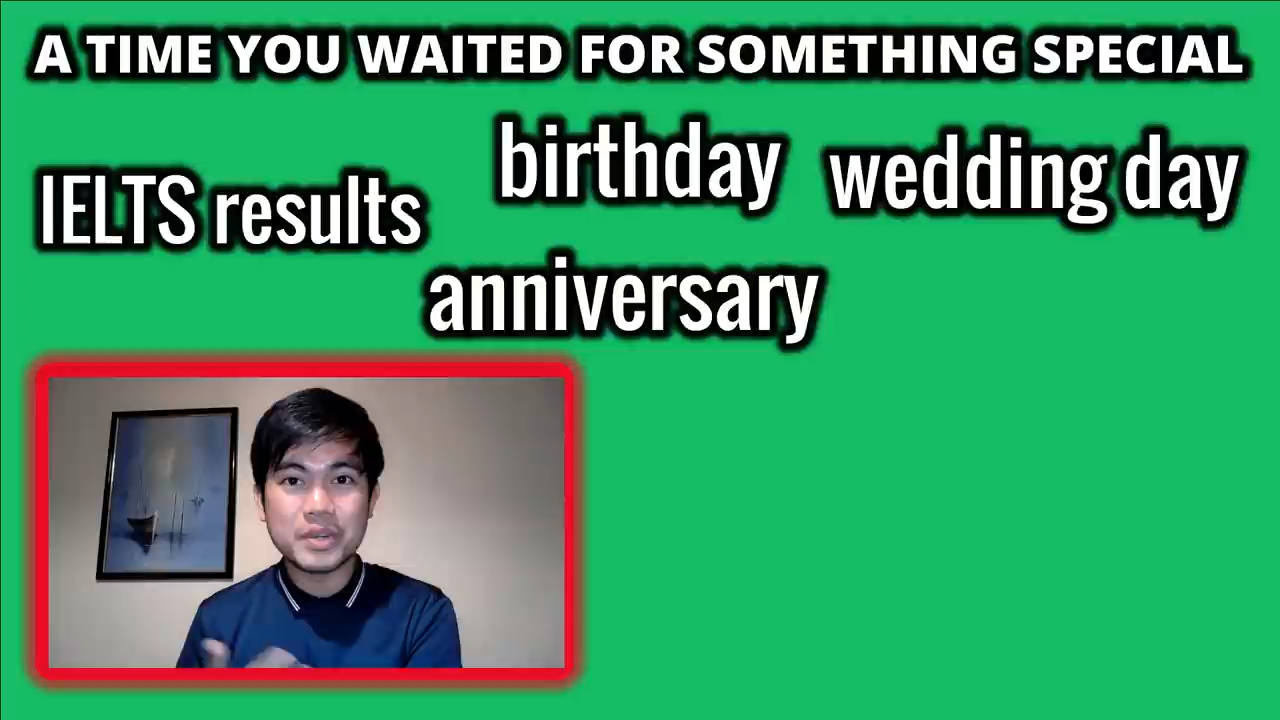 A TIME YOU WAITED FOR SOMETHING SPECIAL
birthday
wedding day
IELTS results
anniversary